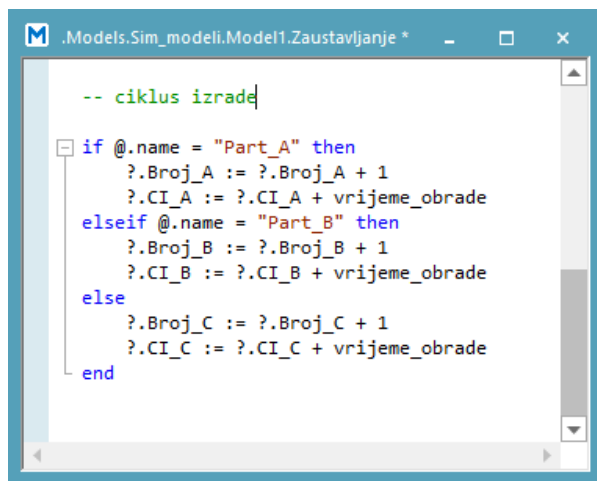 M .Models.Sim_modeli.Model1.Zaustavljanje *
-- ciklus izrade
if @.name = "Part_A" then
?.Broj_A := ?.Broj_A + 1
?.CI_A := ?.CI_A + vrijeme_obrade
elseif @.name = "Part_B" then
?.Broj_B := ?.Broj_B + 1
?.CI_B := ?.CI_B + vrijeme_obrade
else
?.Broj_C := ?.Broj_C + 1
?.CI_C := ?.CI_C + vrijeme_obrade
end